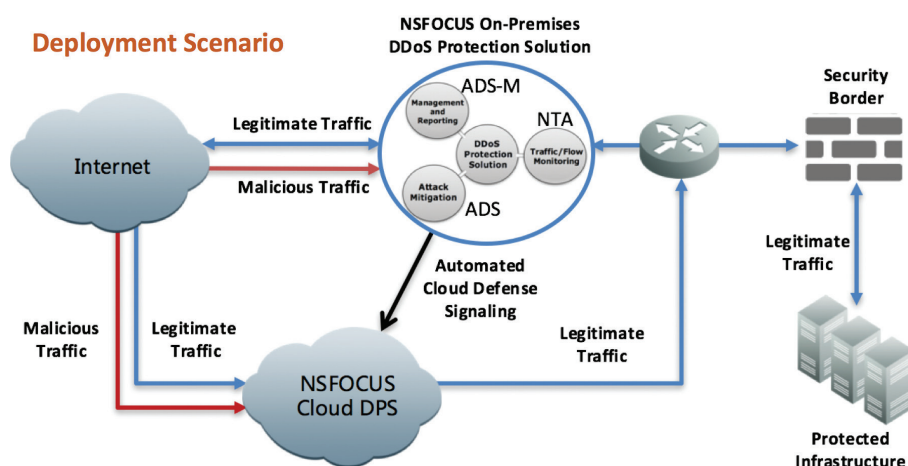 Deployment Scenario
NSFOCUS On-Premises
DDoS Protection Solution
ADS-M
Management
and
Reporting
NTA
DDoS
Protection
Solution
Traffic/Flow
Monitoring
Attack
Mitigation
ADS
Security
Border
Internet
Legitimate Traffic
Malicious Traffic
Automated
Cloud Defense
Signaling
Legitimate
Traffic
Malicious
Traffic
Legitimate
Traffic
Legitimate
Traffic
NSFOCUS
Cloud DPS
Protected
Infrastructure